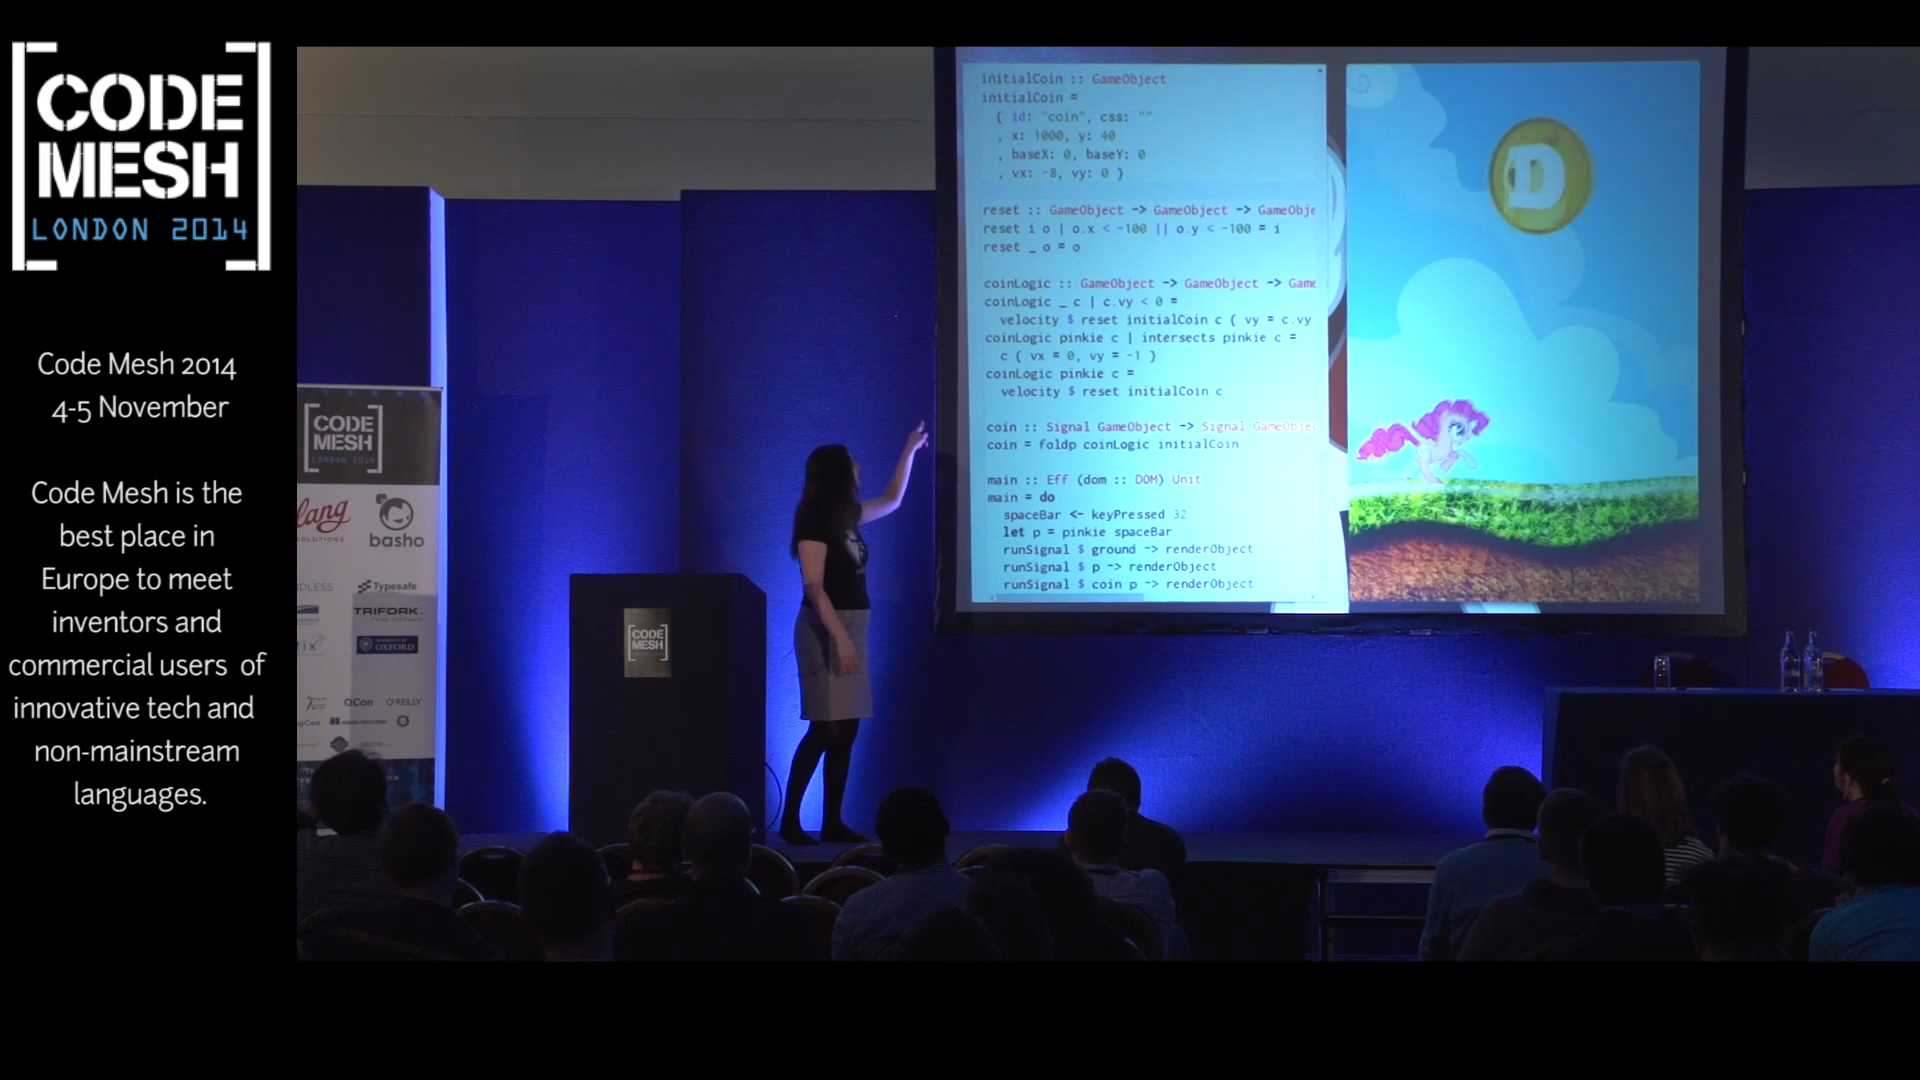 CODE
MESH
LONDON 2014
Code Mesh 2014
4-5 November
Code Mesh is the
best place in
Europe to meet
inventors and
commercial users of
innovative tech and
non-mainstream
languages.
CODE
MESH
LONDON 2014
lang
SOLUTIONS
basho
Typesafe
TRIFORK
OXFORD
QCon
O'REILLY
CODE
MESH
initialCoin :: GameObject
initialCoin =
{ id: "coin", css: ""
, x: 1000, y: 40
, baseX: 0, baseY: 0
, vx: -8, vy: 0 }
reset :: GameObject -> GameObject -> GameObje
reset i o | o.x < -100 || o.y < -100 = i
reset _ o = o
coinLogic :: GameObject -> GameObject -> Game
coinLogic _ c | c.vy < 0 =
velocity $ reset initialCoin c { vy = c.vy
coinLogic pinkie c | intersects pinkie c =
c { vx = 0, vy = -1 }
coinLogic pinkie c =
velocity $ reset initialCoin c
coin :: Signal GameObject -> Signal GameObjec
coin = foldp coinLogic initialCoin
main :: Eff (dom :: DOM) Unit
main = do
spaceBar <- keyPressed 32
let p = pinkie spaceBar
runSignal $ ground ~> renderObject
runSignal $ p ~> renderObject
runSignal $ coin p ~> renderObject
D